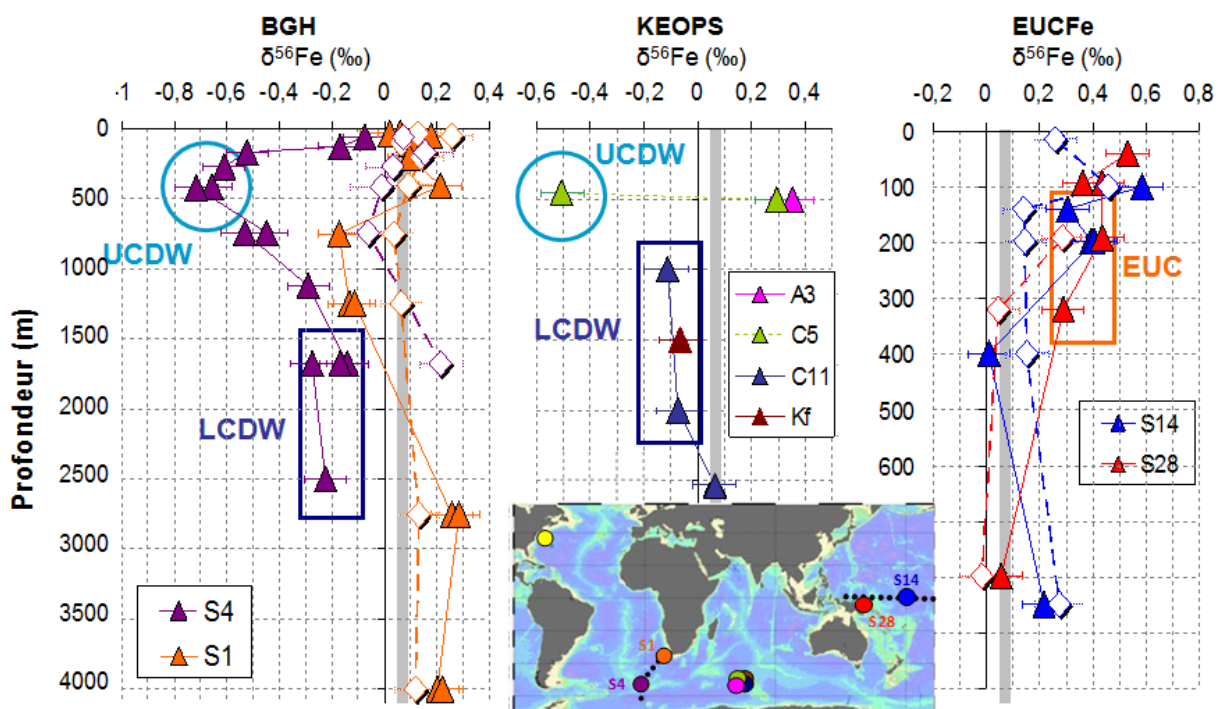 BGH
δ⁵⁶Fe (‰)
-1 -0,8 -0,6 -0,4 -0,2 0 0,2 0,4
KEOPS
δ⁵⁶Fe (‰)
-0,6 -0,4 -0,2 0 0,2 0,4
EUCFe
δ⁵⁶Fe (‰)
-0,2 0 0,2 0,4 0,6 0,8
Profondeur (m)
0
500
1000
1500
2000
2500
3000
3500
4000
UCDW
LCDW
S4
S1
UCDW
LCDW
A3
C5
C11
Kf
0
100
200
300
400
500
600
EUC
S14
S28
S14
S28
S1
S4